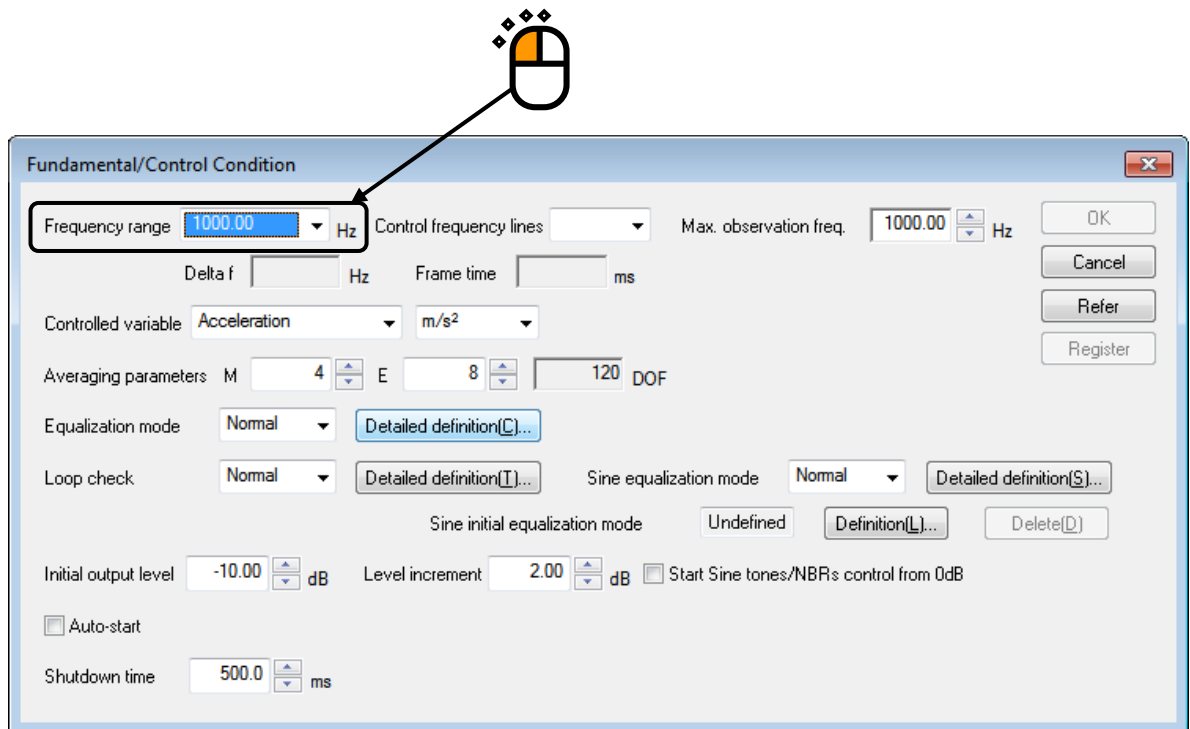 Fundamental/Control Condition
Frequency range 1000.00 Hz Control frequency lines Max. observation freq. 1000.00 Hz OK
Delta f Hz Frame time ms Cancel
Controlled variable Acceleration m/s² Refer
Register
Averaging parameters M 4 E 8 120 DOF
Equalization mode Normal Detailed definition(C)...
Loop check Normal Detailed definition(T)... Sine equalization mode Normal Detailed definition(S)...
Sine initial equalization mode Undefined Definition(L)... Delete(D)
Initial output level -10.00 dB Level increment 2.00 dB Start Sine tones/NBRs control from 0dB
Auto-start
Shutdown time 500.0 ms